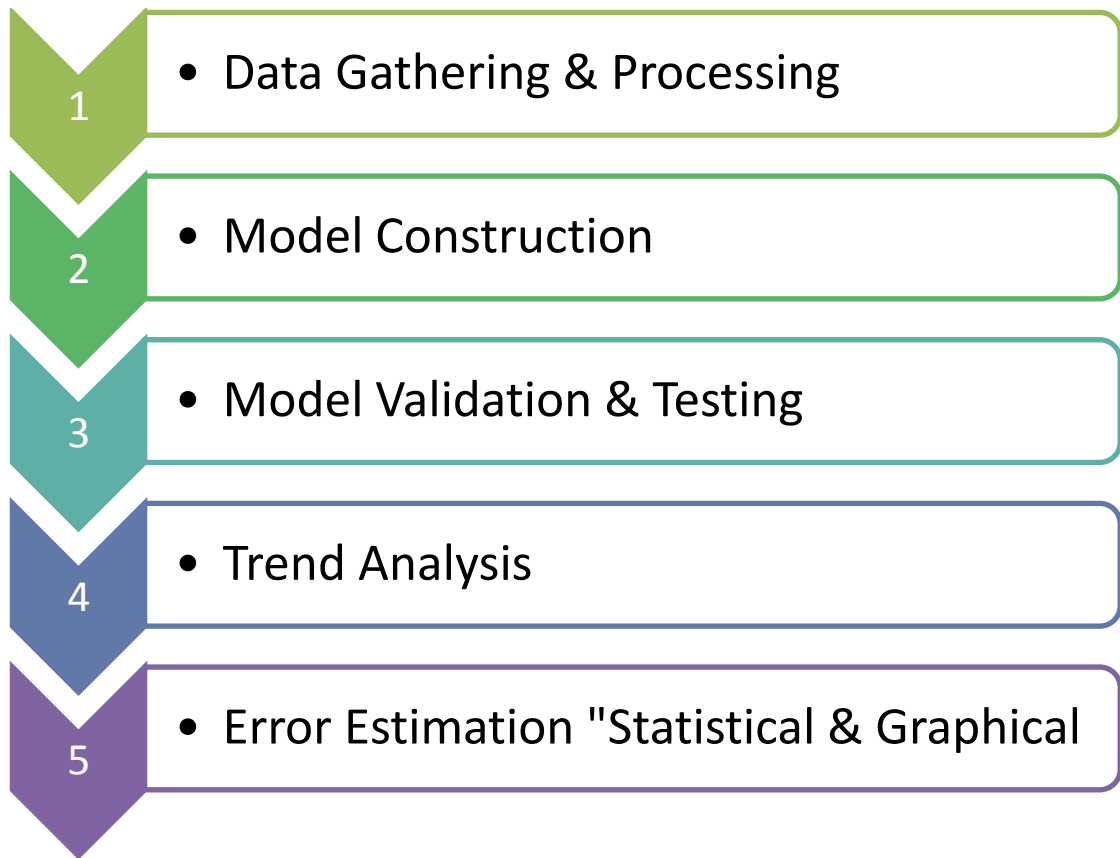 1
• Data Gathering & Processing
2
• Model Construction
3
• Model Validation & Testing
4
• Trend Analysis
5
• Error Estimation "Statistical & Graphical